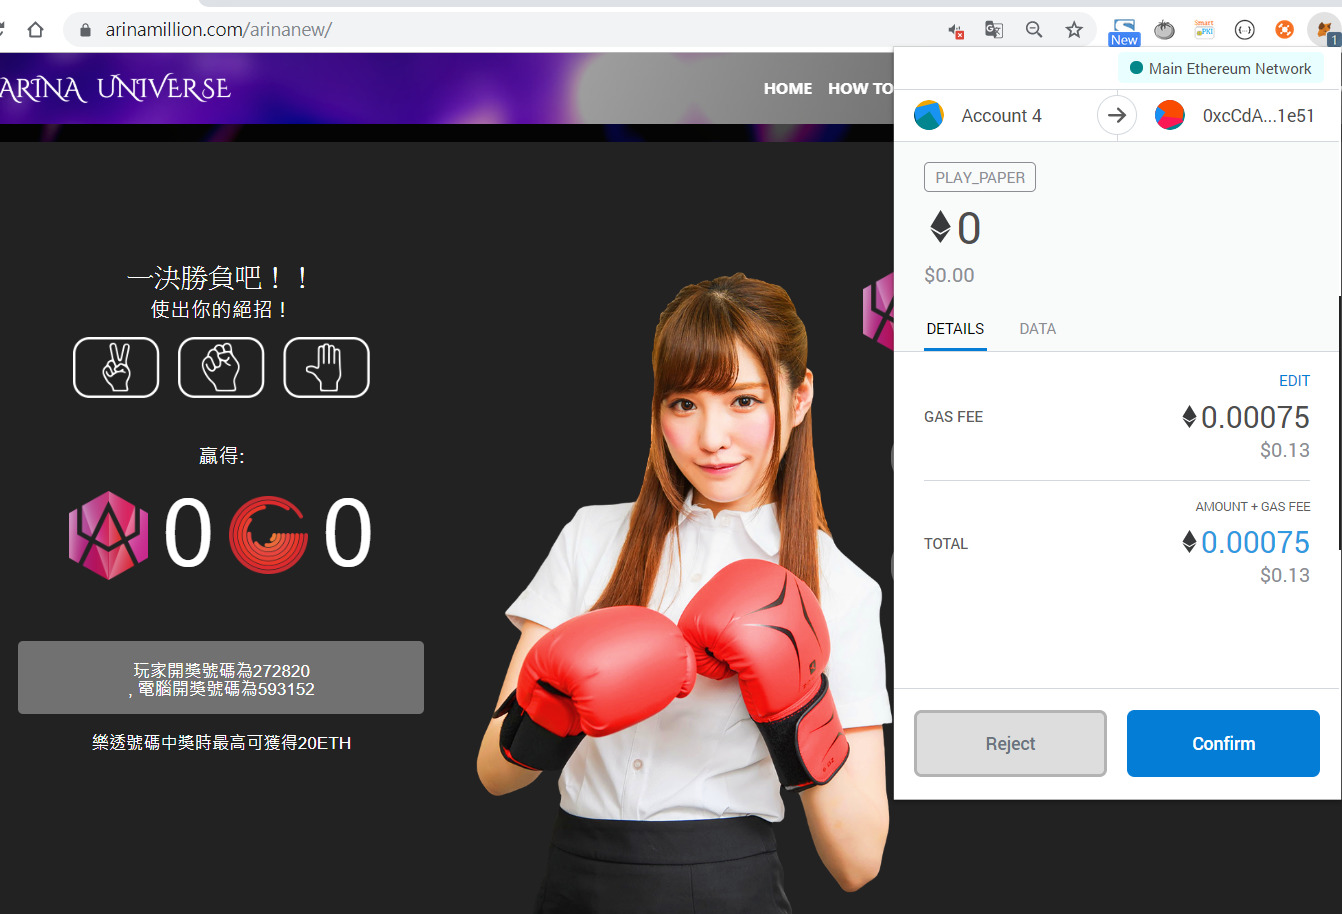 arinamillion.com/arinanew/
New
Smart
PKI
1
ARINA UNIVERSE
HOME HOW TO
Main Ethereum Network
Account 4
0xcCdA...1e51
PLAY_PAPER
0
$0.00
DETAILS DATA
EDIT
GAS FEE 0.00075
$0.13
AMOUNT + GAS FEE
TOTAL 0.00075
$0.13
Reject Confirm
一決勝負吧！！
使出你的絕招！
贏得:
0 0
玩家開獎號碼為272820
, 電腦開獎號碼為593152
樂透號碼中獎時最高可獲得20ETH